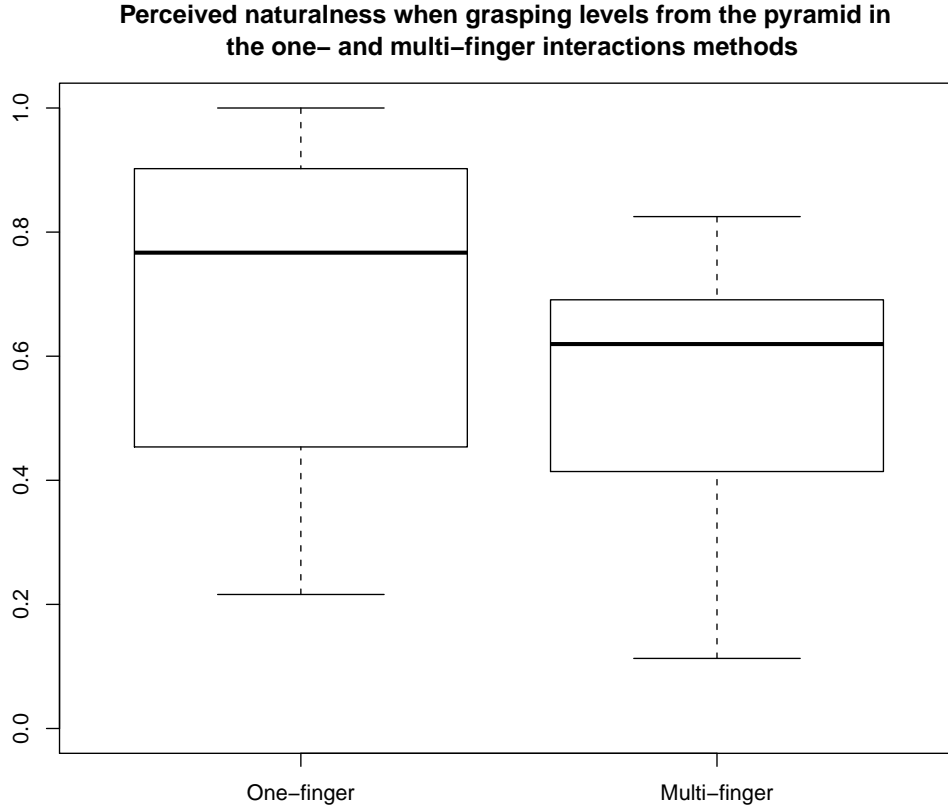 Perceived naturalness when grasping levels from the pyramid in
the one− and multi−finger interactions methods
1.0
0.8
0.6
0.4
0.2
0.0
One−finger
Multi−finger